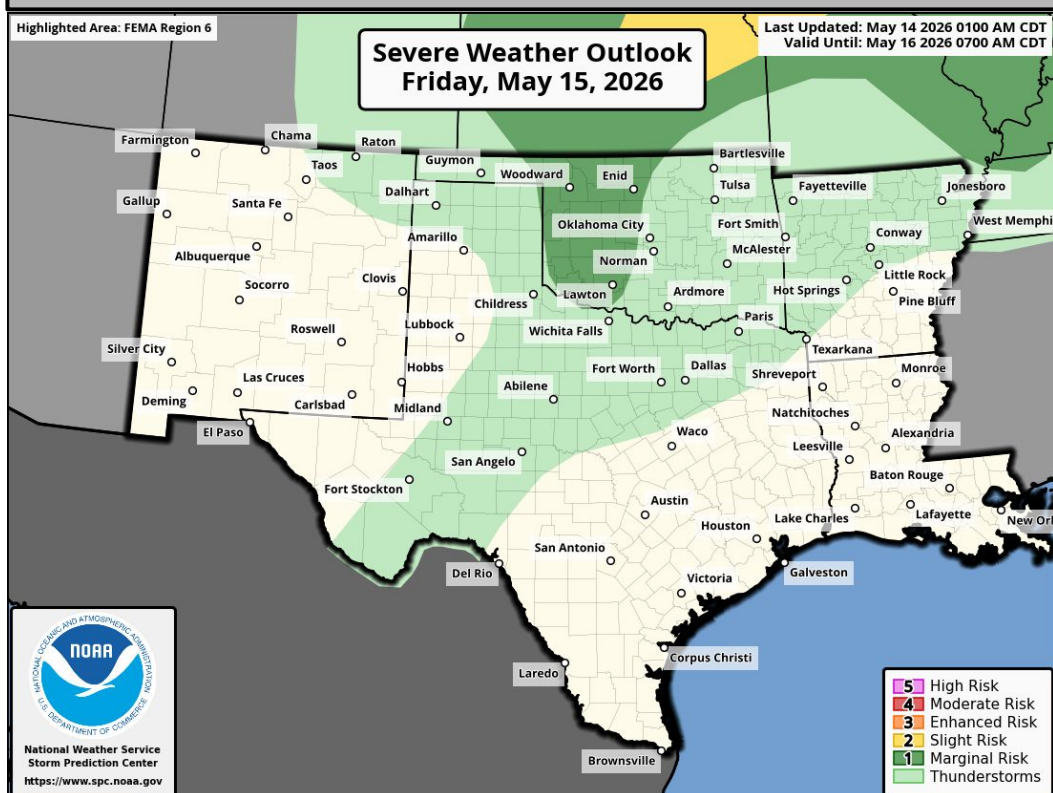 Highlighted Area: FEMA Region 6
Severe Weather Outlook
Friday, May 15, 2026
Last Updated: May 14 2026 0100 AM CDT
Valid Until: May 16 2026 0700 AM CDT
Farmington
Chama
Raton
Taos
Guymon
Woodward
Enid
Bartlesville
Tulsa
Fayetteville
Jonesboro
Gallup
Santa Fe
Dalhart
Oklahoma City
Fort Smith
Conway
West Memphi
Albuquerque
Amarillo
Norman
McAlester
Socorro
Clovis
Childress
Lawton
Ardmore
Hot Springs
Little Rock
Pine Bluff
Roswell
Lubbock
Wichita Falls
Paris
Texarkana
Silver City
Las Cruces
Hobbs
Abilene
Fort Worth
Dallas
Shreveport
Monroe
Deming
Carlsbad
Midland
Natchitoches
El Paso
Waco
Leesville
Alexandria
San Angelo
Fort Stockton
Baton Rouge
Austin
Houston
Lake Charles
Lafayette
New Orl
San Antonio
Del Rio
Victoria
Galveston
Laredo
Corpus Christi
Brownsville
NATIONAL OCEANIC AND ATMOSPHERIC ADMINISTRATION
NOAA
U.S. DEPARTMENT OF COMMERCE
National Weather Service
Storm Prediction Center
https://www.spc.noaa.gov
5 High Risk
4 Moderate Risk
3 Enhanced Risk
2 Slight Risk
1 Marginal Risk
Thunderstorms